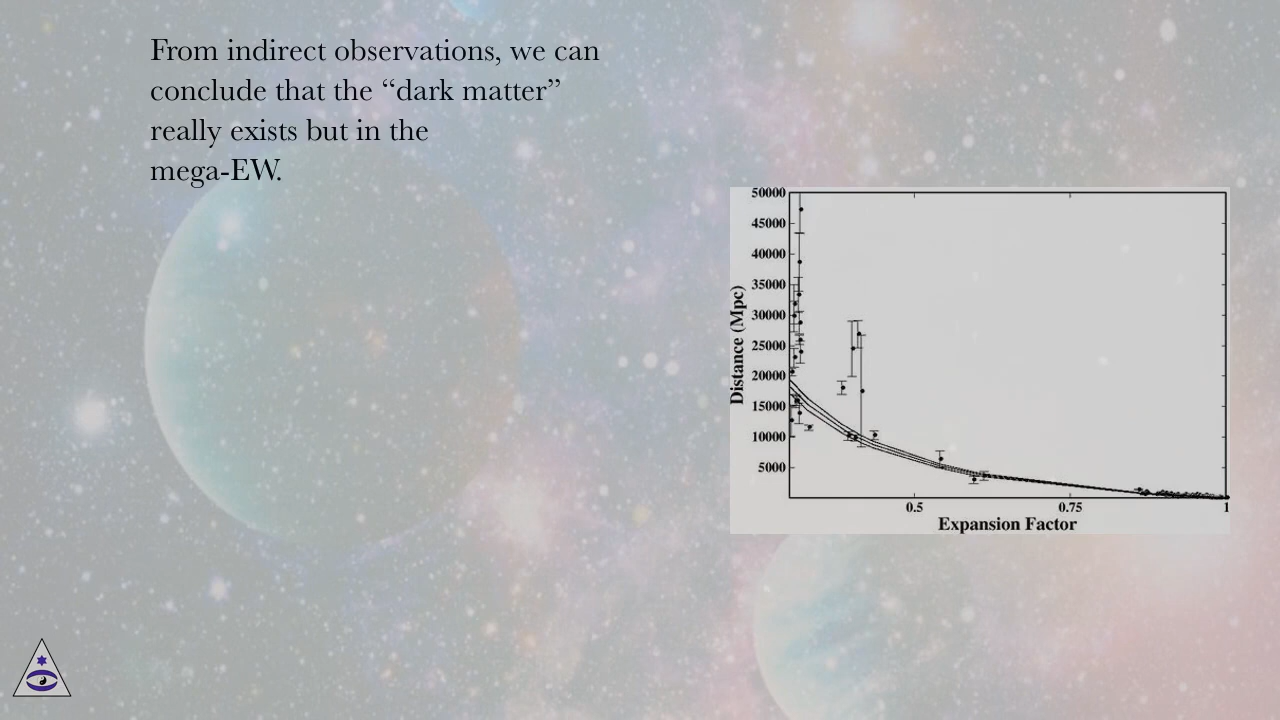 From indirect observations, we can
conclude that the “dark matter”
really exists but in the
mega-EW.
50000
45000
40000
35000
30000
25000
20000
15000
10000
5000
Distance (Mpc)
0.5
0.75
1
Expansion Factor